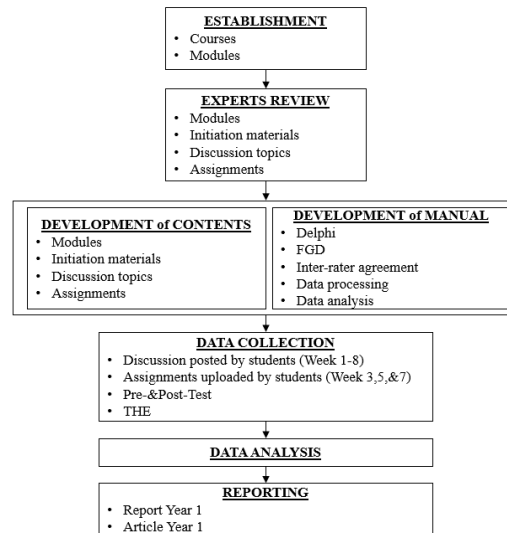 ESTABLISHMENT
• Courses
• Modules
EXPERTS REVIEW
• Modules
• Initiation materials
• Discussion topics
• Assignments
DEVELOPMENT of CONTENTS
• Modules
• Initiation materials
• Discussion topics
• Assignments
DEVELOPMENT of MANUAL
• Delphi
• FGD
• Inter-rater agreement
• Data processing
• Data analysis
DATA COLLECTION
• Discussion posted by students (Week 1-8)
• Assignments uploaded by students (Week 3,5,&7)
• Pre-&Post-Test
• THE
DATA ANALYSIS
REPORTING
• Report Year 1
• Article Year 1